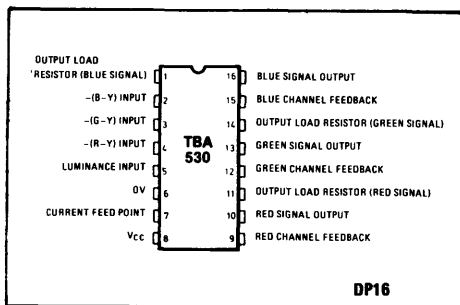 OUTPUT LOAD
'RESISTOR (BLUE SIGNAL) 1
-(B-Y) INPUT 2
-(G-Y) INPUT 3
-(R-Y) INPUT 4
LUMINANCE INPUT 5
0V 6
CURRENT FEED POINT 7
VCC 8
TBA
530
16 BLUE SIGNAL OUTPUT
15 BLUE CHANNEL FEEDBACK
14 OUTPUT LOAD RESISTOR (GREEN SIGNAL)
13 GREEN SIGNAL OUTPUT
12 GREEN CHANNEL FEEDBACK
11 OUTPUT LOAD RESISTOR (RED SIGNAL)
10 RED SIGNAL OUTPUT
9 RED CHANNEL FEEDBACK
DP16